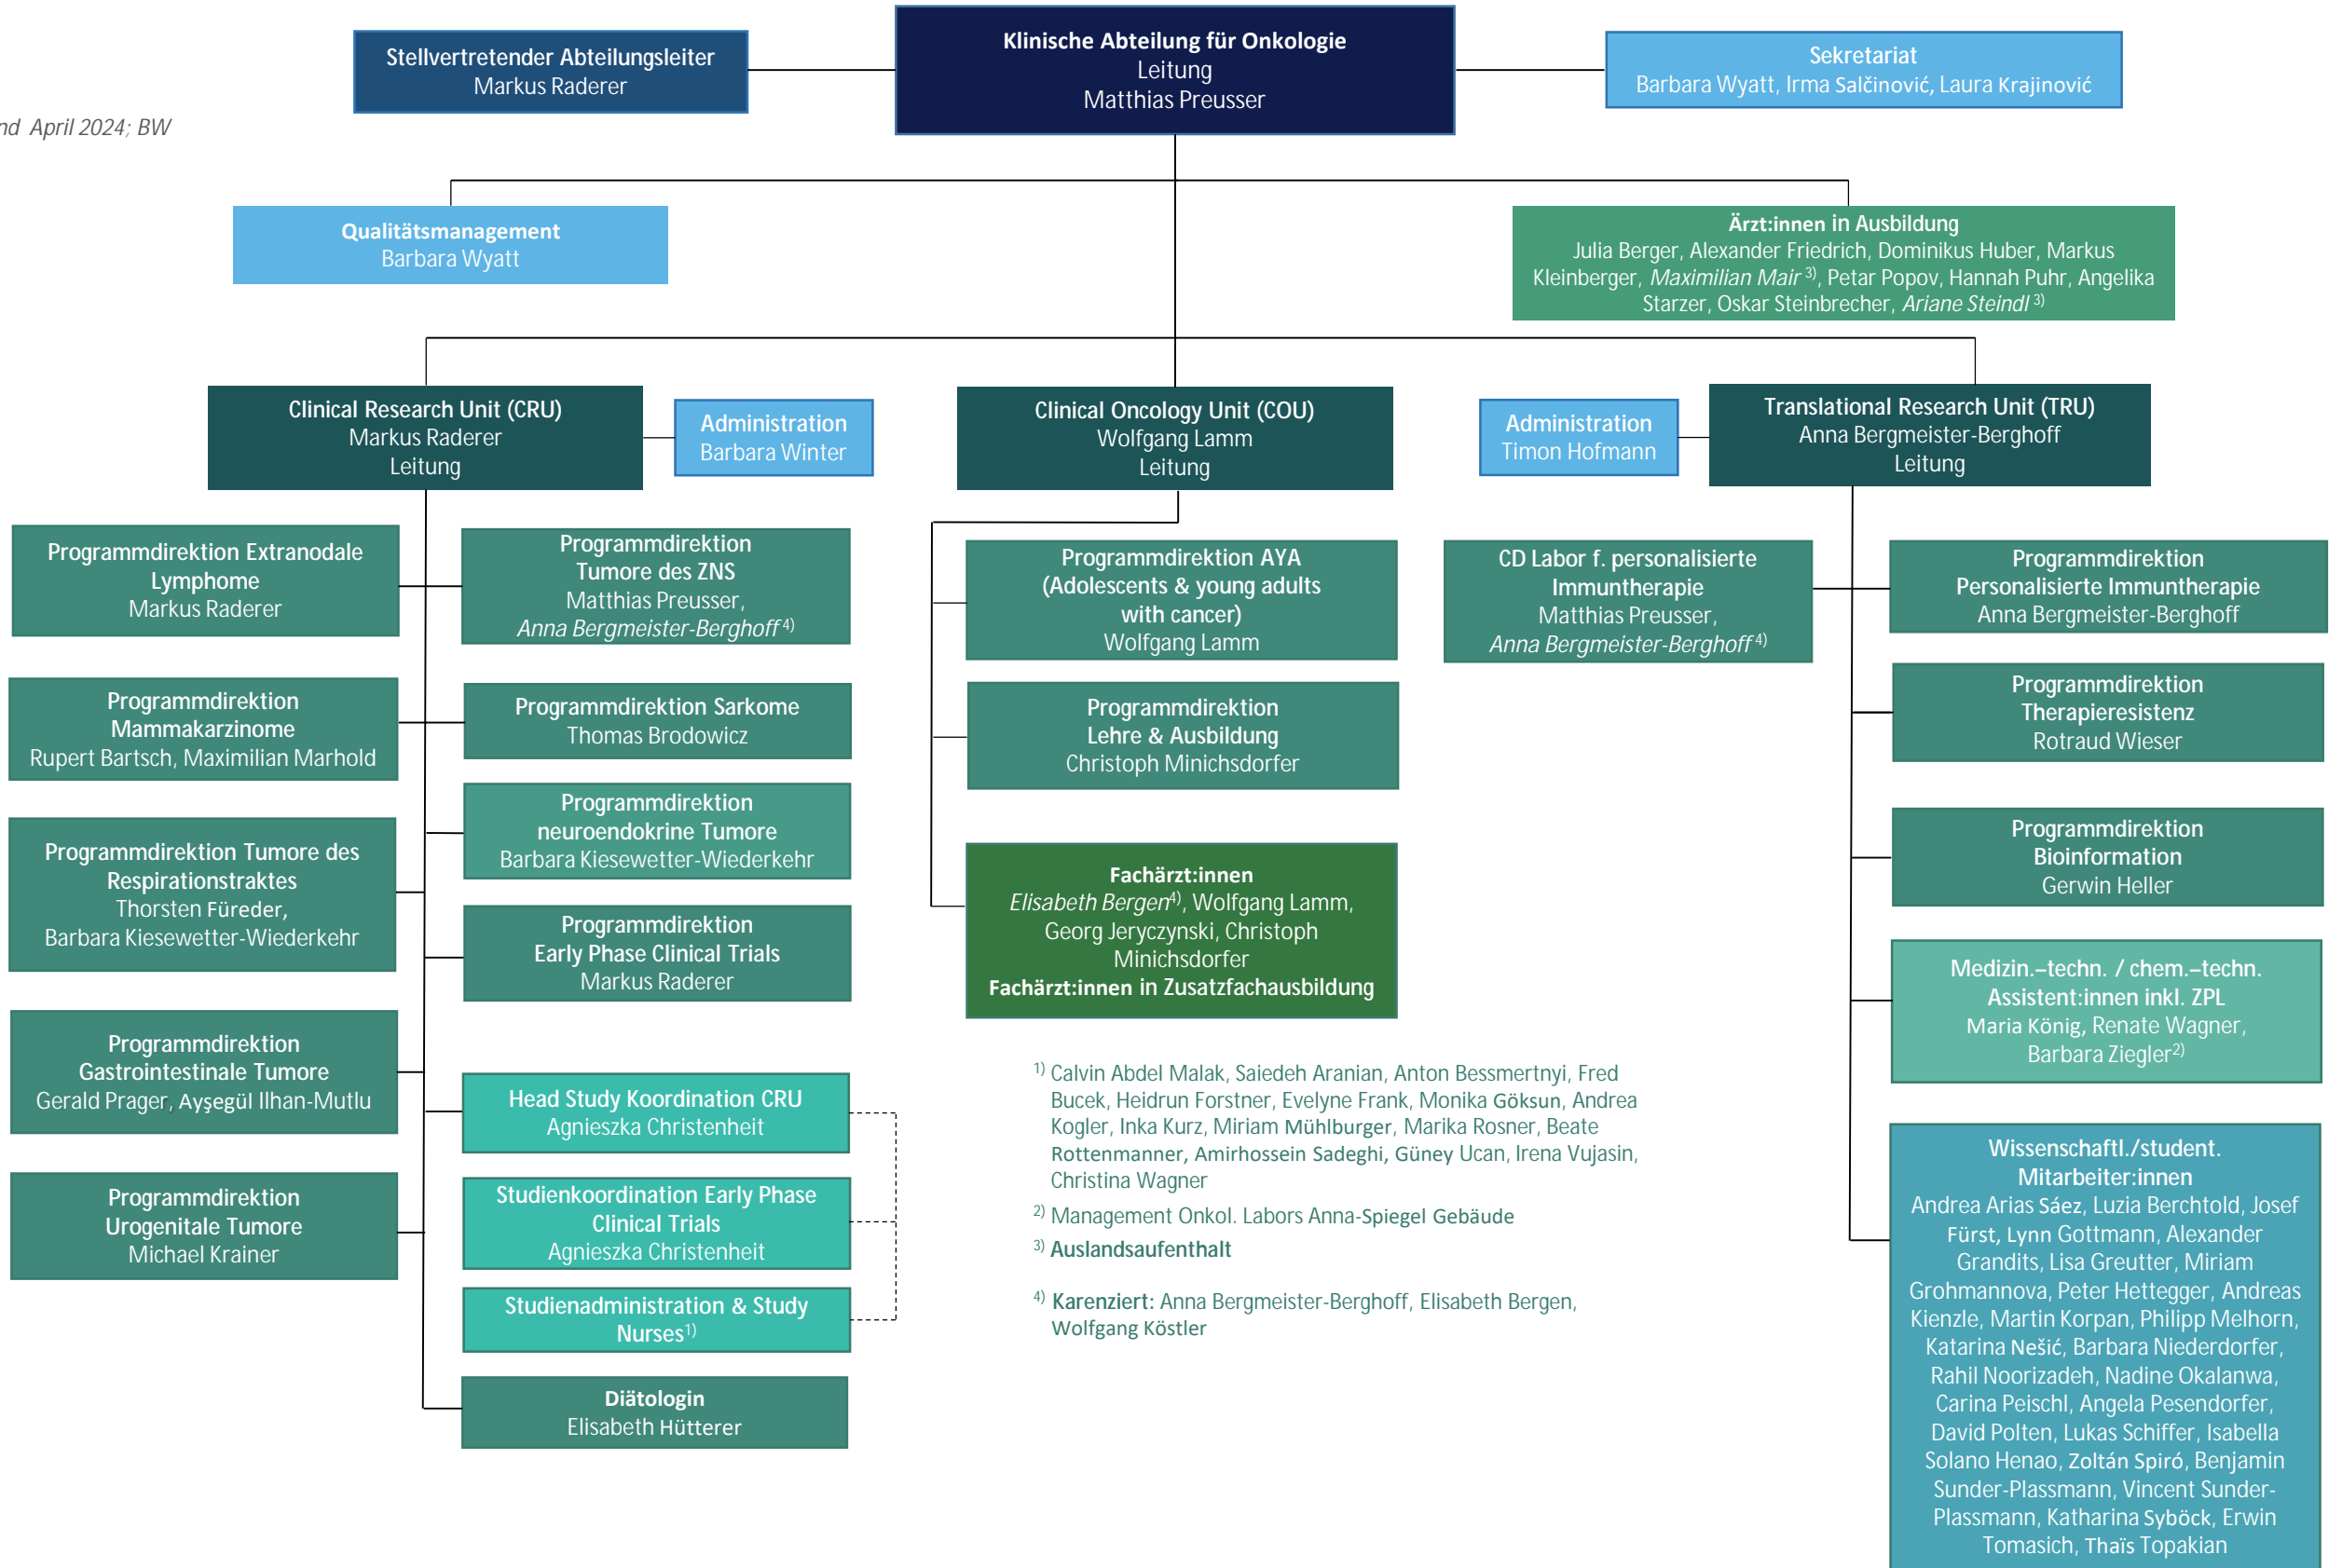 Klinische Abteilung für Onkologie
Leitung
Matthias Preusser
Stellvertretender Abteilungsleiter
Markus Raderer
Sekretariat
Barbara Wyatt, Irma Salčinović, Laura Krajinović
nd April 2024; BW
Qualitätsmanagement
Barbara Wyatt
Ärzt:innen in Ausbildung
Julia Berger, Alexander Friedrich, Dominikus Huber, Markus
Kleinberger, Maximilian Mair 3), Petar Popov, Hannah Puhr, Angelika
Starzer, Oskar Steinbrecher, Ariane Steindl 3)
Clinical Research Unit (CRU)
Markus Raderer
Leitung
Administration
Barbara Winter
Clinical Oncology Unit (COU)
Wolfgang Lamm
Leitung
Administration
Timon Hofmann
Translational Research Unit (TRU)
Anna Bergmeister-Berghoff
Leitung
Programmdirektion Extranodale
Lymphome
Markus Raderer
Programmdirektion
Tumore des ZNS
Matthias Preusser,
Anna Bergmeister-Berghoff 4)
Programmdirektion
Mammakarzinome
Rupert Bartsch, Maximilian Marhold
Programmdirektion Sarkome
Thomas Brodowicz
Programmdirektion
neuroendokrine Tumore
Barbara Kiesewetter-Wiederkehr
Programmdirektion Tumore des
Respirationstraktes
Thorsten Füreder,
Barbara Kiesewetter-Wiederkehr
Programmdirektion
Early Phase Clinical Trials
Markus Raderer
Programmdirektion
Gastrointestinale Tumore
Gerald Prager, Ayşegül Ilhan-Mutlu
Head Study Koordination CRU
Agnieszka Christenheit
Programmdirektion
Urogenitale Tumore
Michael Krainer
Studienkoordination Early Phase
Clinical Trials
Agnieszka Christenheit
Studienadministration & Study
Nurses1)
Diätologin
Elisabeth Hütterer
Programmdirektion AYA
(Adolescents & young adults
with cancer)
Wolfgang Lamm
Programmdirektion
Lehre & Ausbildung
Christoph Minichsdorfer
Fachärzt:innen
Elisabeth Bergen4), Wolfgang Lamm,
Georg Jeryczynski, Christoph
Minichsdorfer
Fachärzt:innen in Zusatzfachausbildung
1) Calvin Abdel Malak, Saiedeh Aranian, Anton Bessmertnyi, Fred
Bucek, Heidrun Forstner, Evelyne Frank, Monika Göksun, Andrea
Kogler, Inka Kurz, Miriam Mühlburger, Marika Rosner, Beate
Rottenmanner, Amirhossein Sadeghi, Güney Ucan, Irena Vujasin,
Christina Wagner
2) Management Onkol. Labors Anna-Spiegel Gebäude
3) Auslandsaufenthalt
4) Karenziert: Anna Bergmeister-Berghoff, Elisabeth Bergen,
Wolfgang Köstler
CD Labor f. personalisierte
Immuntherapie
Matthias Preusser,
Anna Bergmeister-Berghoff 4)
Programmdirektion
Personalisierte Immuntherapie
Anna Bergmeister-Berghoff
Programmdirektion
Therapieresistenz
Rotraud Wieser
Programmdirektion
Bioinformation
Gerwin Heller
Medizin.–techn. / chem.–techn.
Assistent:innen inkl. ZPL
Maria König, Renate Wagner,
Barbara Ziegler2)
Wissenschaftl./student.
Mitarbeiter:innen
Andrea Arias Sáez, Luzia Berchtold, Josef
Fürst, Lynn Gottmann, Alexander
Grandits, Lisa Greutter, Miriam
Grohmannova, Peter Hettegger, Andreas
Kienzle, Martin Korpan, Philipp Melhorn,
Katarina Nešić, Barbara Niederdorfer,
Rahil Noorizadeh, Nadine Okalanwa,
Carina Peischl, Angela Pesendorfer,
David Polten, Lukas Schiffer, Isabella
Solano Henao, Zoltán Spiró, Benjamin
Sunder-Plassmann, Vincent Sunder-
Plassmann, Katharina Syböck, Erwin
Tomasich, Thaïs Topakian